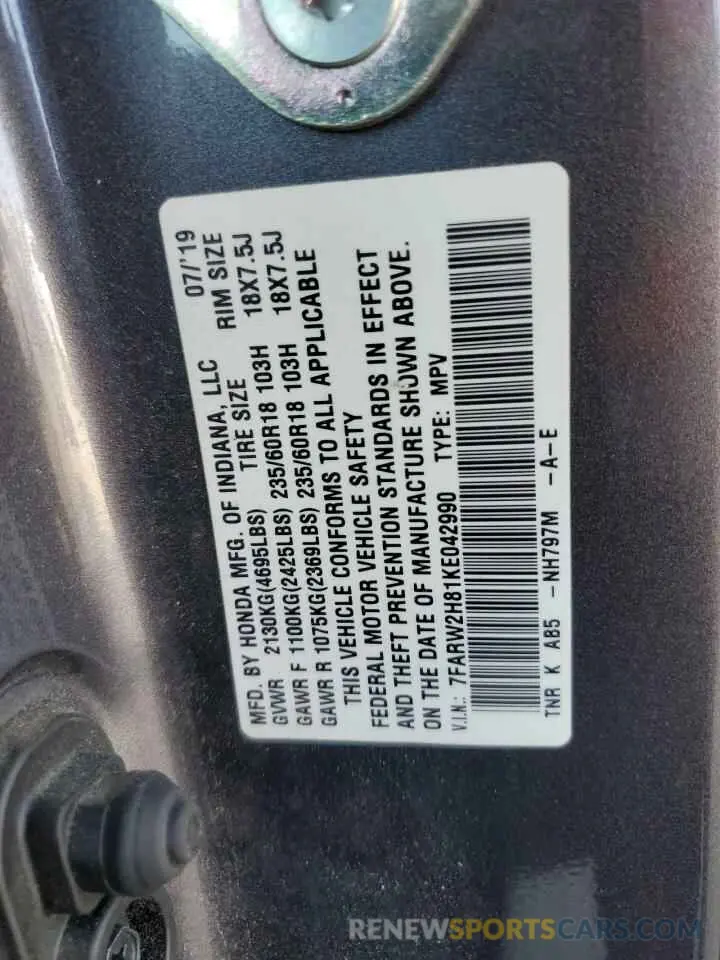 MFD. BY HONDA MFG. OF INDIANA, LLC 07/'19
TIRE SIZE RIM SIZE
GVWR 2130KG(4695LBS)
GAWR F 1100KG(2425LBS) 235/60R18 103H 18X7.5J
GAWR R 1075KG(2369LBS) 235/60R18 103H 18X7.5J
THIS VEHICLE CONFORMS TO ALL APPLICABLE
FEDERAL MOTOR VEHICLE SAFETY
AND THEFT PREVENTION STANDARDS IN EFFECT
ON THE DATE OF MANUFACTURE SHOWN ABOVE.
V.I.N.: 7FARW2H81KE042990 TYPE: MPV
TNR K A85 -NH797M -A-E
RENEWSPORTSCARS.COM